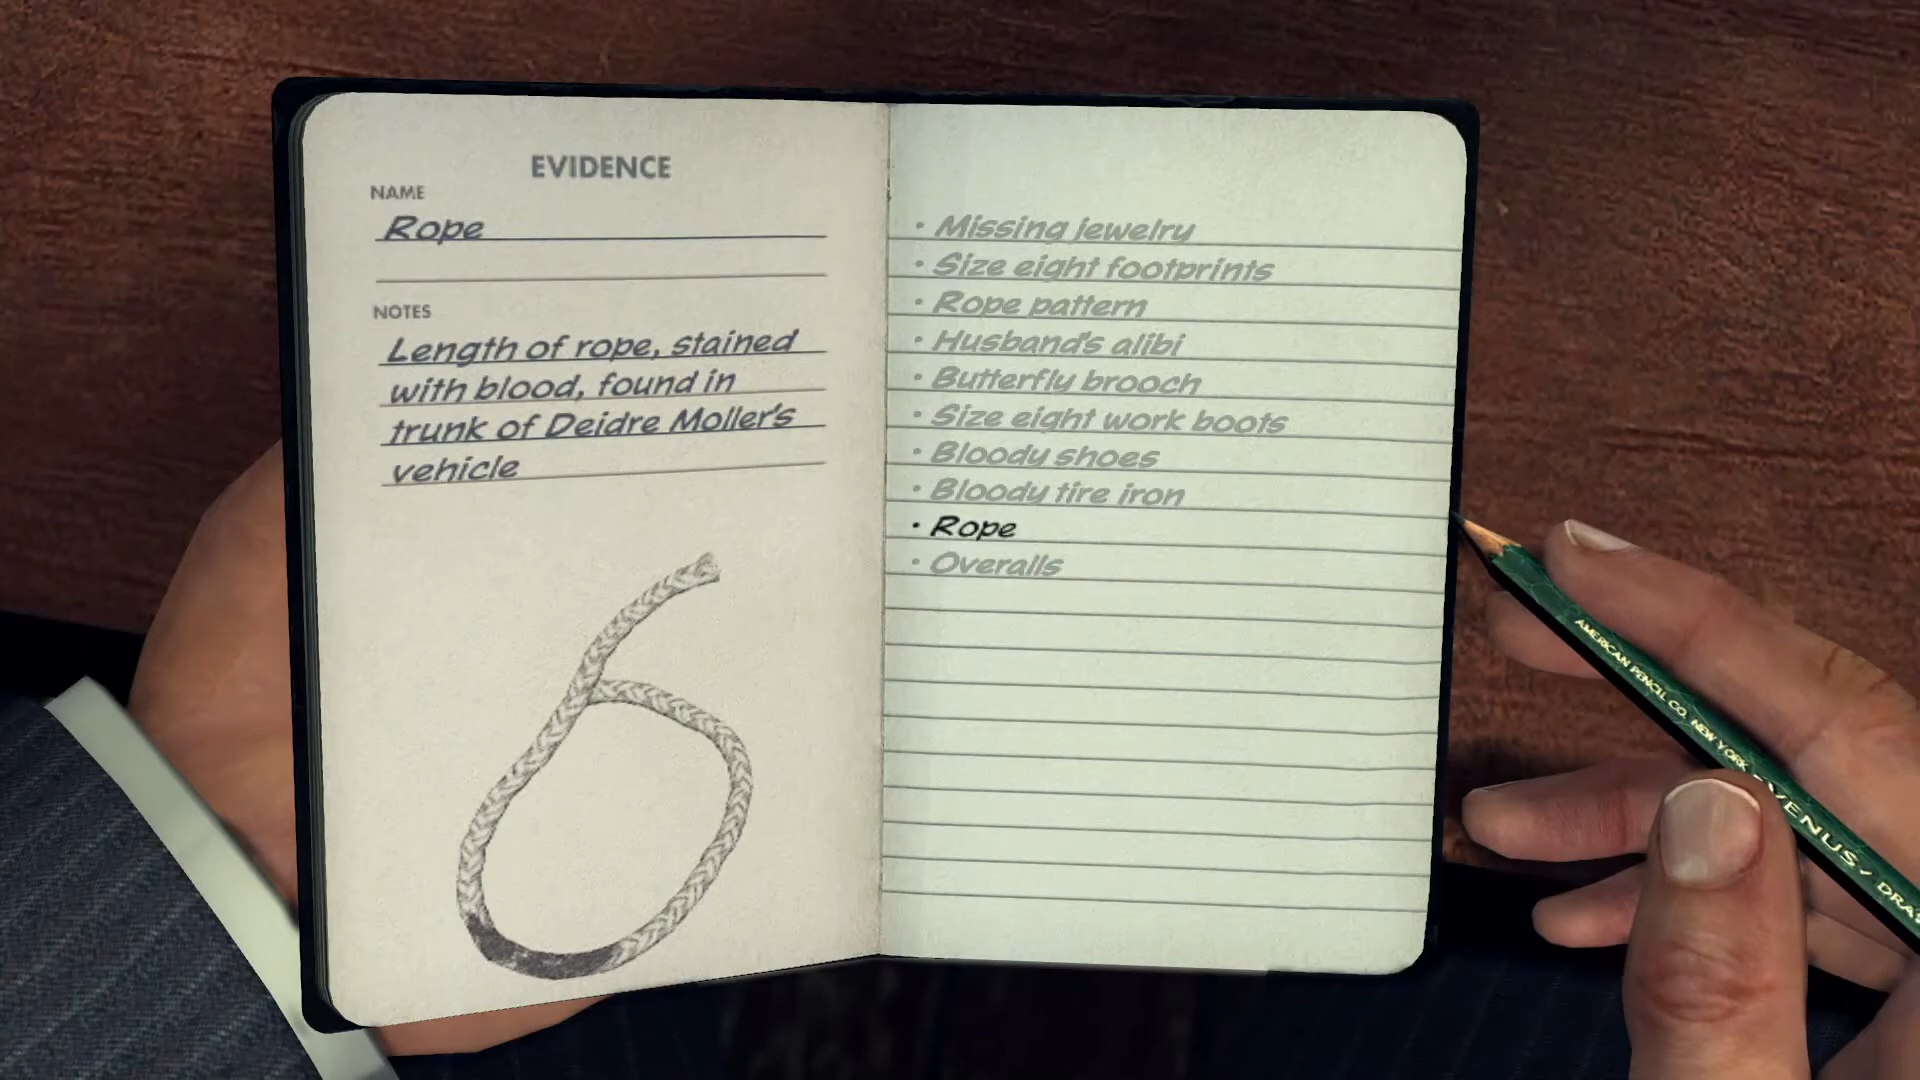 EVIDENCE
NAME
Rope
NOTES
Length of rope, stained
with blood, found in
trunk of Deidre Moller's
vehicle
• Missing jewelry
• Size eight footprints
• Rope pattern
• Husband's alibi
• Butterfly brooch
• Size eight work boots
• Bloody shoes
• Bloody tire iron
• Rope
• Overalls
AMERICAN PENCIL CO. NEW YORK VENUS